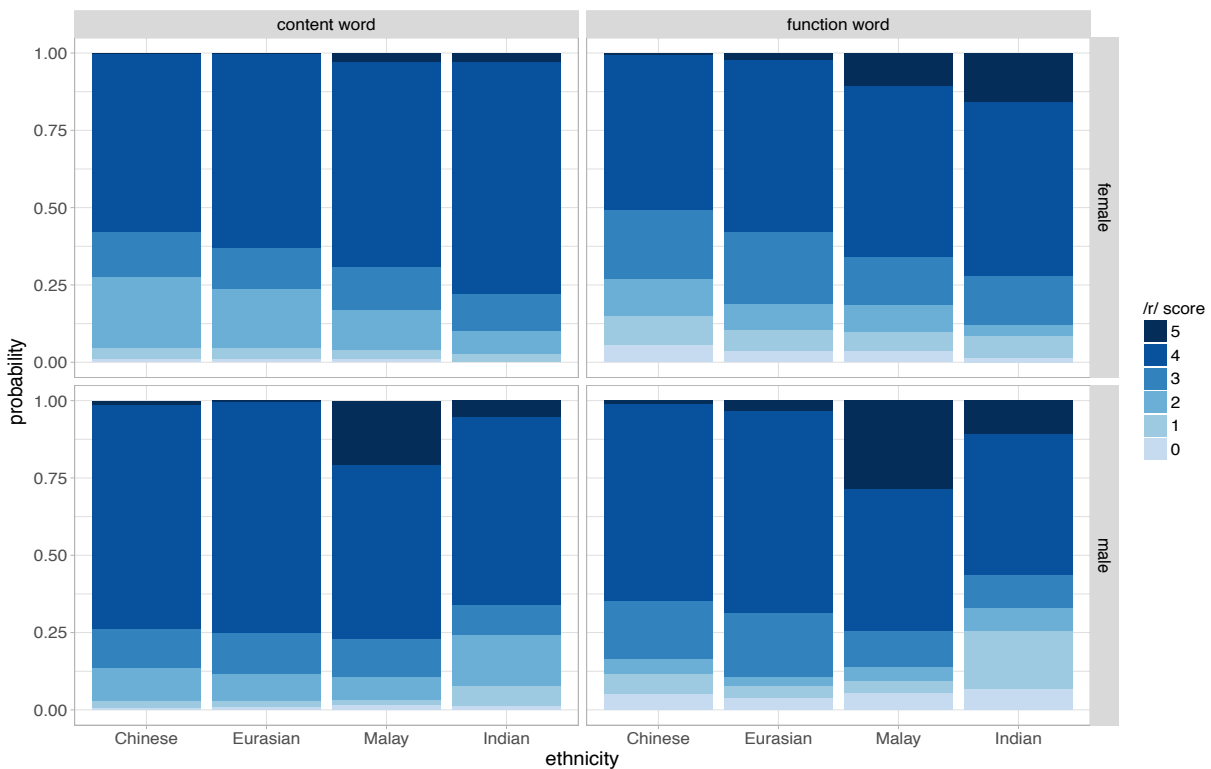 content word
function word
1.00
0.75
0.50
0.25
0.00
female
1.00
0.75
0.50
0.25
0.00
male
probability
Chinese
Eurasian
Malay
Indian
Chinese
Eurasian
Malay
Indian
ethnicity
/r/ score
5
4
3
2
1
0